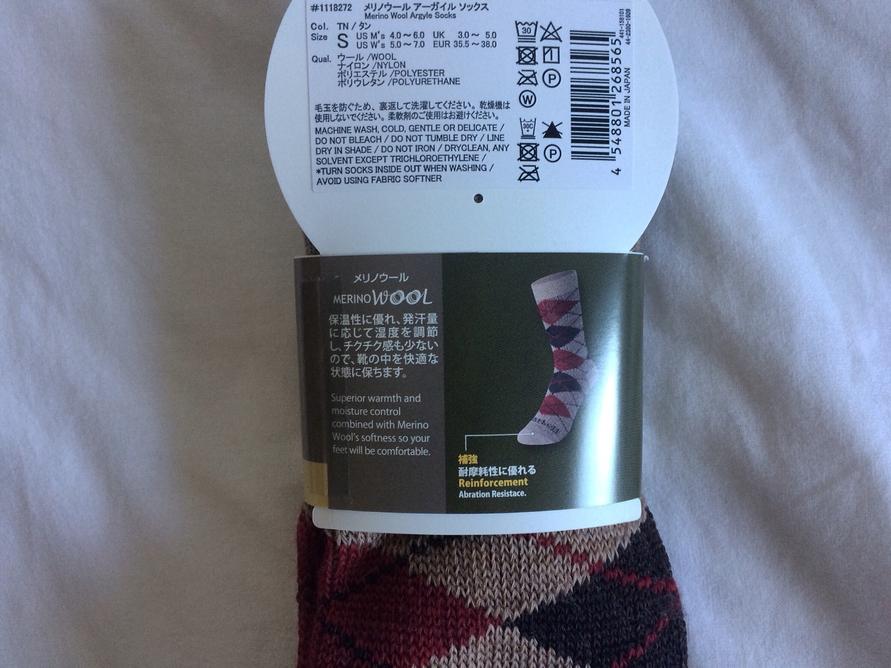 #1118272 メリノウール アーガイル ソックス
Merino Wool Argyle Socks
Col. TN / タン
Size S US M's 4.0～6.0 UK 3.0～ 5.0
US W's 5.0～7.0 EUR 35.5～38.0
Qual. ウール /WOOL
ナイロン /NYLON
ポリエステル /POLYESTER
ポリウレタン /POLYURETHANE
毛玉を防ぐため、裏返して洗濯してください。乾燥機は
使用しないでください。柔軟剤のご使用はお避けください。
MACHINE WASH, COLD, GENTLE OR DELICATE /
DO NOT BLEACH / DO NOT TUMBLE DRY / LINE
DRY IN SHADE / DO NOT IRON / DRYCLEAN, ANY
SOLVENT EXCEPT TRICHLOROETHYLENE /
*TURN SOCKS INSIDE OUT WHEN WASHING /
AVOID USING FABRIC SOFTNER
30
P
W
30C
P
4 548801 268565
MADE IN JAPAN
メリノウール
MERINO WOOL
保温性に優れ、発汗量
に応じて湿度を調節
し、チクチク感も少ない
ので、靴の中を快適な
状態に保ちます。
Superior warmth and
moisture control
combined with Merino
Wool's softness so your
feet will be comfortable.
補強
耐摩耗性に優れる
Reinforcement
Abration Resistace.